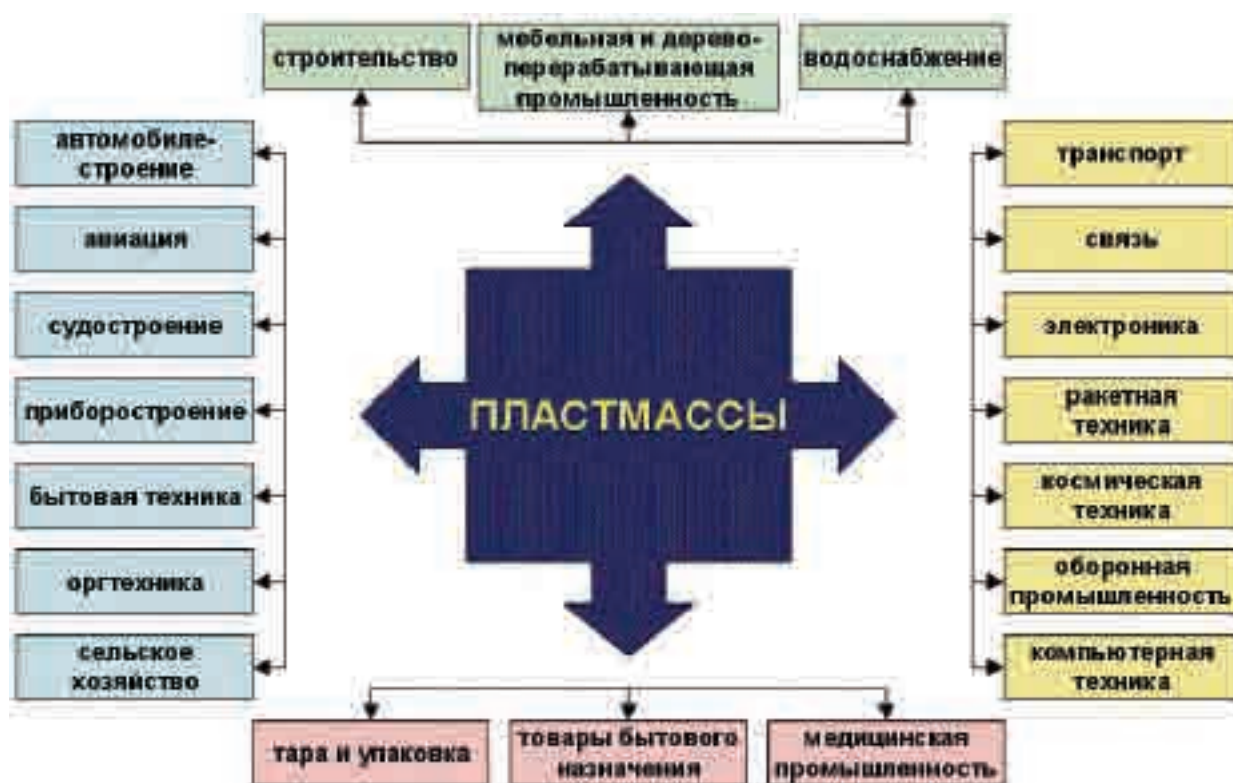 строительство
мебельная и дерево-
перерабатывающая
промышленность
водоснабжение
автомобиле-
строение
авиация
судостроение
приборостроение
бытовая техника
оргтехника
сельское
хозяйство
ПЛАСТМАССЫ
транспорт
связь
электроника
ракетная
техника
космическая
техника
оборонная
промышленность
компьютерная
техника
тара и упаковка
товары бытового
назначения
медицинская
промышленность